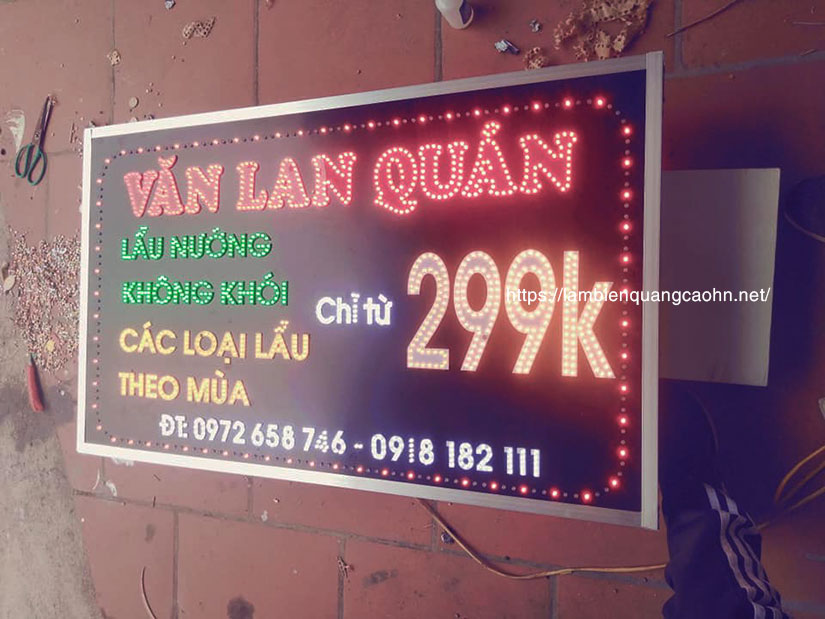 VĂN LAN QUÁN
LẨU NƯỚNG
KHÔNG KHÓI
CÁC LOẠI LẨU
THEO MÙA
Chỉ từ
299k
https://lambienquangcaohn.net/
ĐT: 0972 658 746 - 0918 182 111